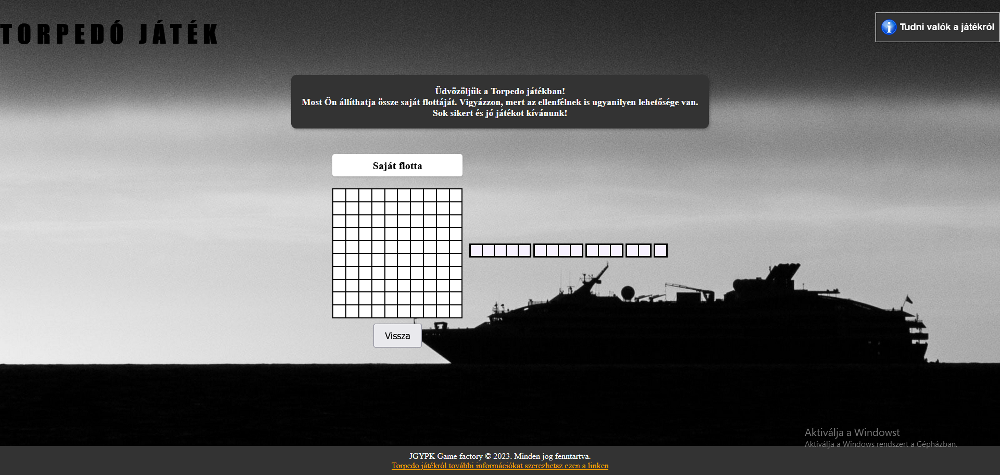 TORPEDÓ JÁTÉK
Tudni valók a játékról
Üdvözöljük a Torpedo játékban!
Most Ön állíthatja össze saját flottáját. Vigyázzon, mert az ellenfélnek is ugyanilyen lehetősége van.
Sok sikert és jó játékot kívánunk!
Saját flotta
Vissza
Aktiválja a Windowst
Aktiválja a Windows rendszert a Gépházban.
JGYPK Game factory © 2023. Minden jog fenntartva.
Torpedo játékról további információkat szerezhetsz ezen a linken